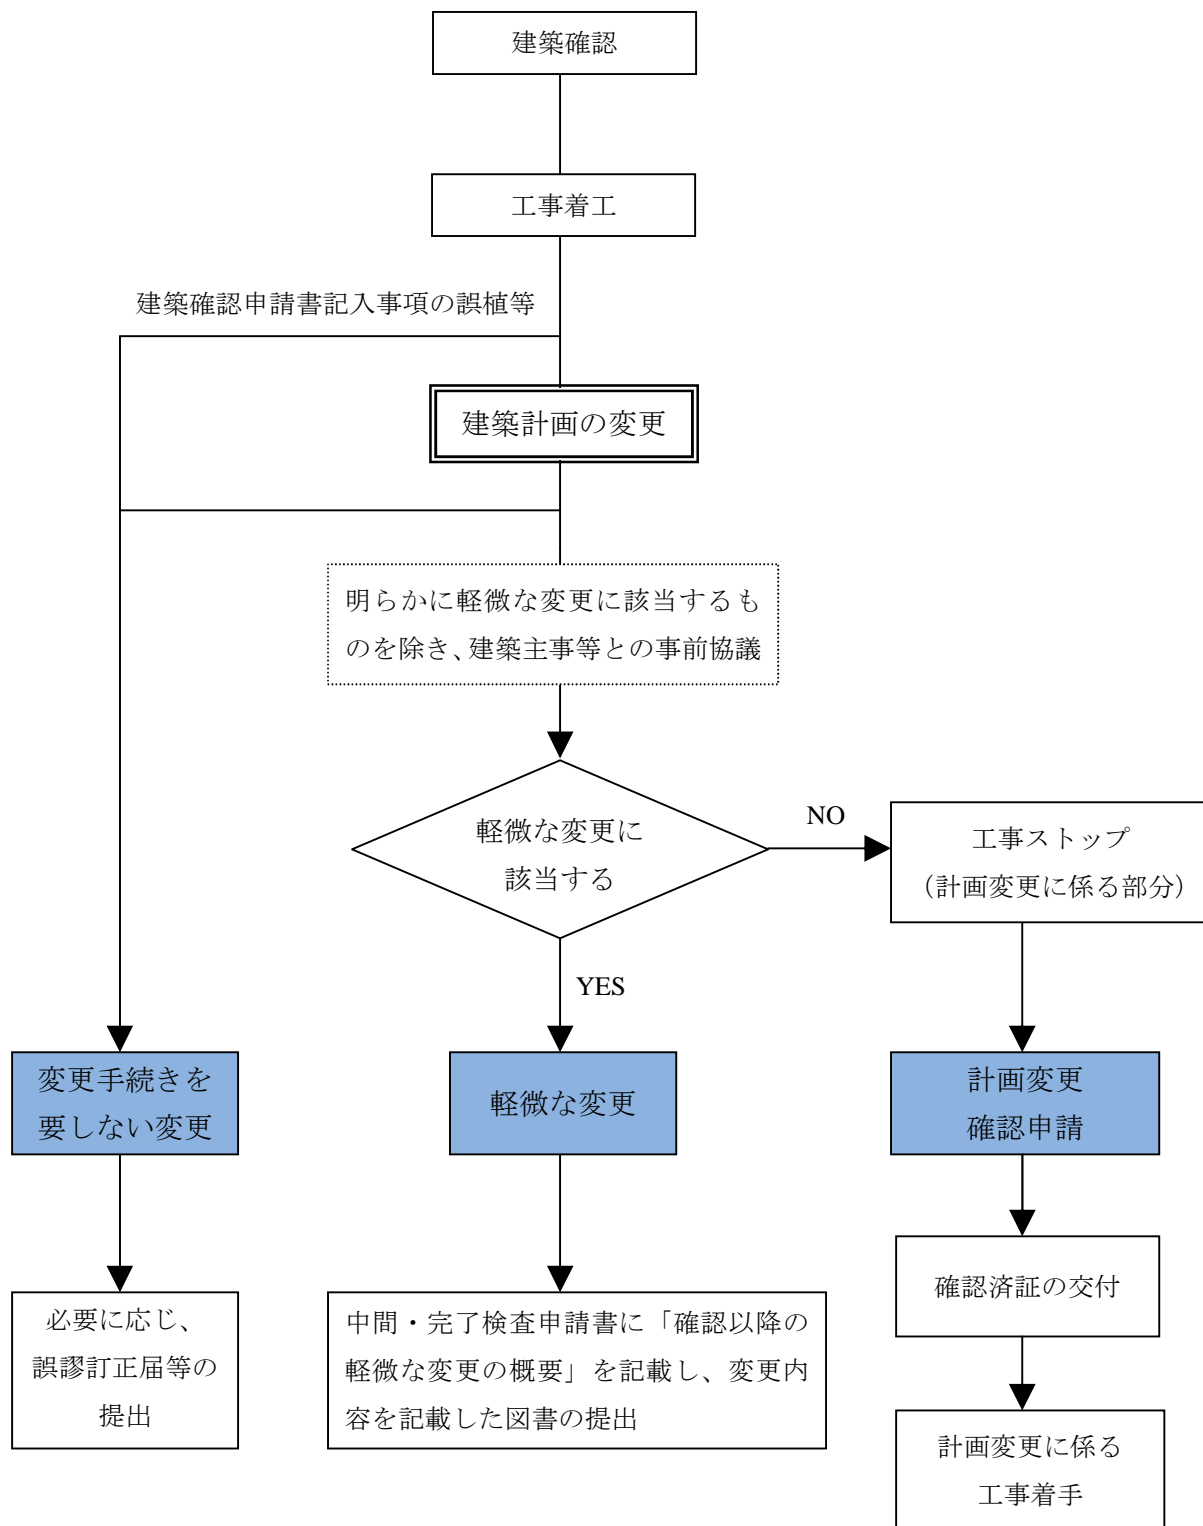 建築確認
工事着工
建築確認申請書記入事項の誤植等
建築計画の変更
明らかに軽微な変更に該当するも
のを除き、建築主事等との事前協議
軽微な変更に
該当する
NO
工事ストップ
（計画変更に係る部分）
YES
変更手続きを
要しない変更
軽微な変更
計画変更
確認申請
必要に応じ、
誤謬訂正届等の
提出
中間・完了検査申請書に「確認以降の
軽微な変更の概要」を記載し、変更内
容を記載した図書の提出
確認済証の交付
計画変更に係る
工事着手